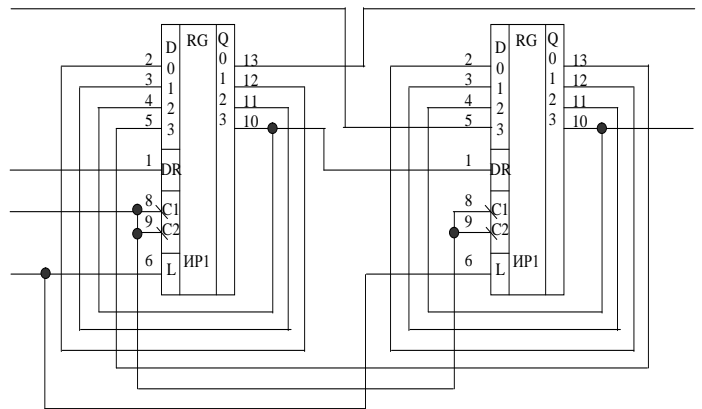 D RG Q
2 0 0 13
3 1 1 12
4 2 2 11
5 3 3 10
1 DR
8 C1
9 C2
6 L ИР1
D RG Q
2 0 0 13
3 1 1 12
4 2 2 11
5 3 3 10
1 DR
8 C1
9 C2
6 L ИР1